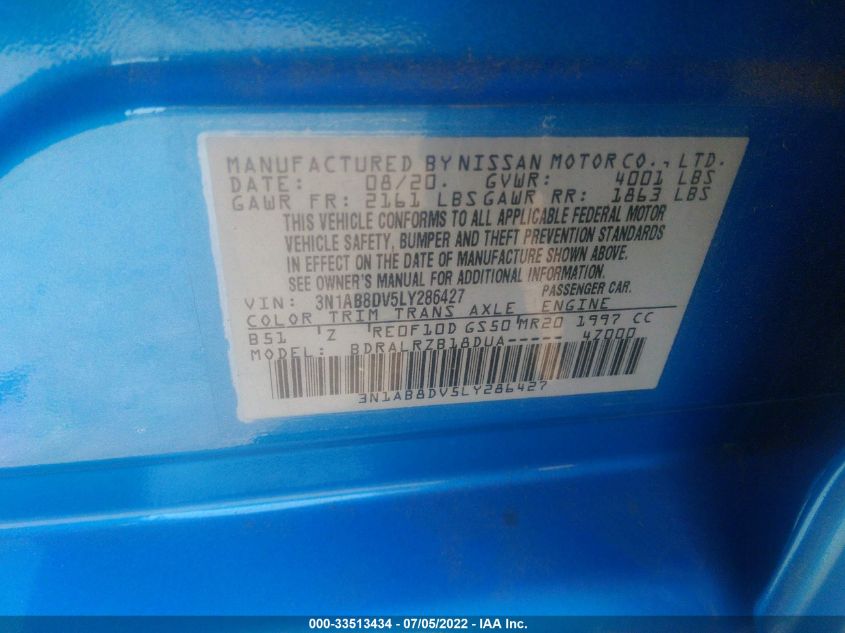 MANUFACTURED BY NISSAN MOTOR CO., LTD.
DATE: 08/20. GVWR: 4001 LBS
GAWR FR: 2161 LBS GAWR RR: 1863 LBS
THIS VEHICLE CONFORMS TO ALL APPLICABLE FEDERAL MOTOR
VEHICLE SAFETY, BUMPER AND THEFT PREVENTION STANDARDS
IN EFFECT ON THE DATE OF MANUFACTURE SHOWN ABOVE.
SEE OWNER'S MANUAL FOR ADDITIONAL INFORMATION.
VIN: 3N1AB8DV5LY286427 PASSENGER CAR.
COLOR TRIM TRANS AXLE ENGINE
B51 'Z 'RE0F10D GS50'MR20 1997 CC
MODEL: BDRALRZB18DUA----- 4Z000
3N1AB8DV5LY286427
000-33513434 - 07/05/2022 - IAA Inc.